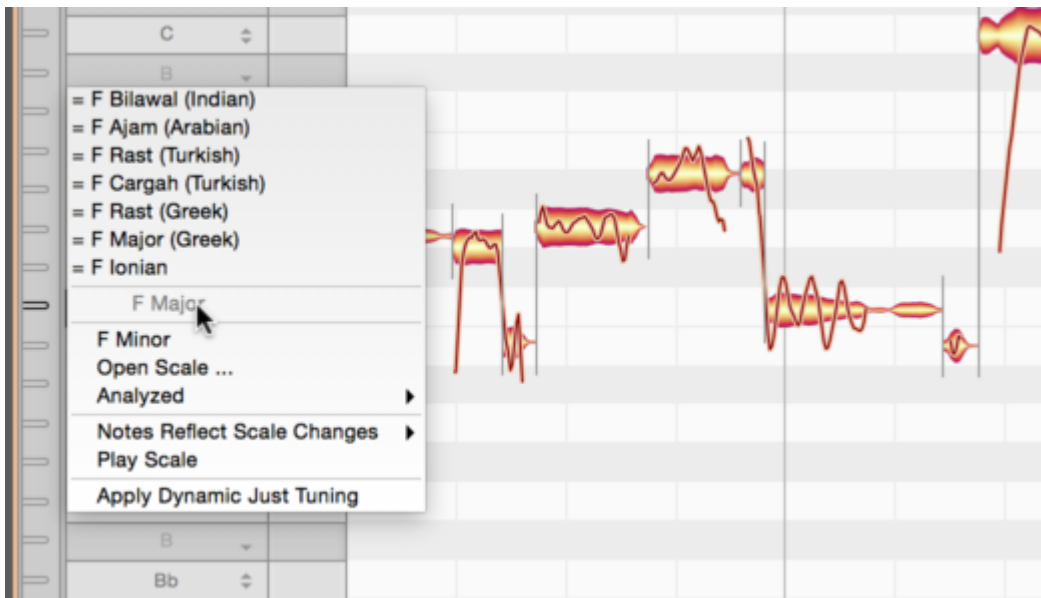 C
B
= F Bilawal (Indian)
= F Ajam (Arabian)
= F Rast (Turkish)
= F Cargah (Turkish)
= F Rast (Greek)
= F Major (Greek)
= F Ionian
F Major
F Minor
Open Scale ...
Analyzed
Notes Reflect Scale Changes
Play Scale
Apply Dynamic Just Tuning
B
Bb